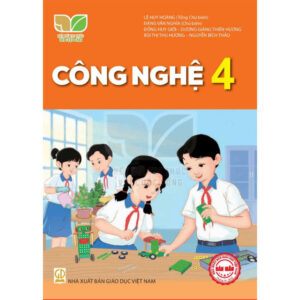 LÊ HUY HOÀNG (Tổng Chủ biên)
ĐẶNG VĂN NGHĨA (Chủ biên)
ĐỒNG HUY GIỚI - DƯƠNG GIÁNG THIÊN HƯƠNG
BÙI THỊ THU HƯƠNG - NGUYỄN BÍCH THẢO
CÔNG NGHỆ 4
NHÀ XUẤT BẢN GIÁO DỤC VIỆT NAM